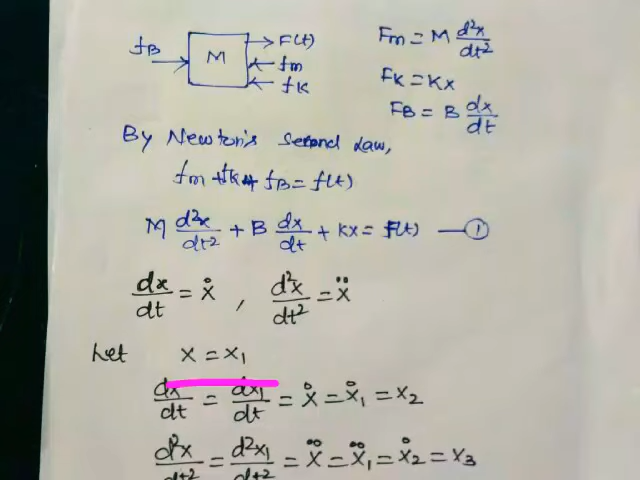 fB M F(t) fm fK
Fm = M d²x/dt²
FK = Kx
FB = B dx/dt
By Newton's Second Law,
fm + fK + fB = f(t)
M d²x/dt² + B dx/dt + Kx = F(t) — ①
dx/dt = ẋ , d²x/dt² = ẍ
Let x = x₁
dx/dt = dx₁/dt = ẋ = ẋ₁ = x₂
d²x/dt² = d²x₁/dt² = ẍ = ẍ₁ = ẋ₂ = x₃